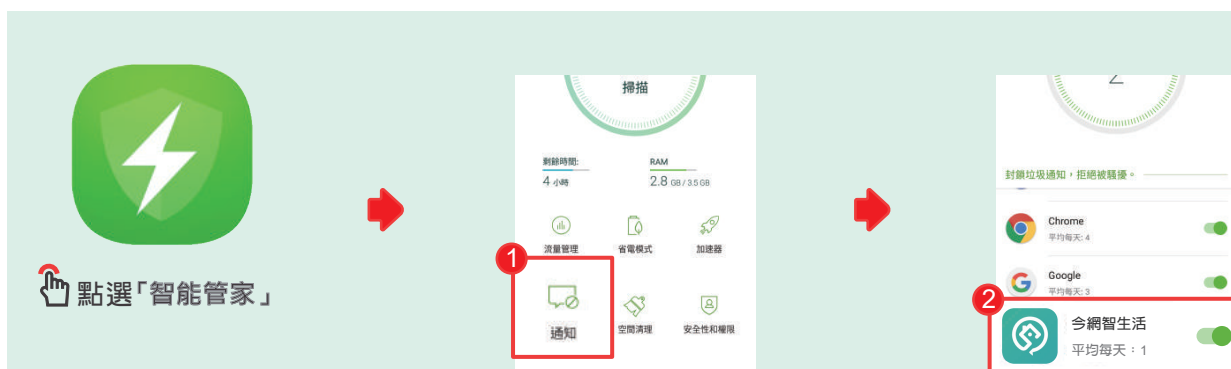 點選「智能管家」
掃描
剩餘時間:
4 小時
RAM
2.8 GB / 3.5 GB
流量管理
省電模式
加速器
1
通知
空間清理
安全性和權限
封鎖垃圾通知，拒絕被騷擾。
Chrome
平均每天: 4
Google
平均每天: 3
2
今網智生活
平均每天：1